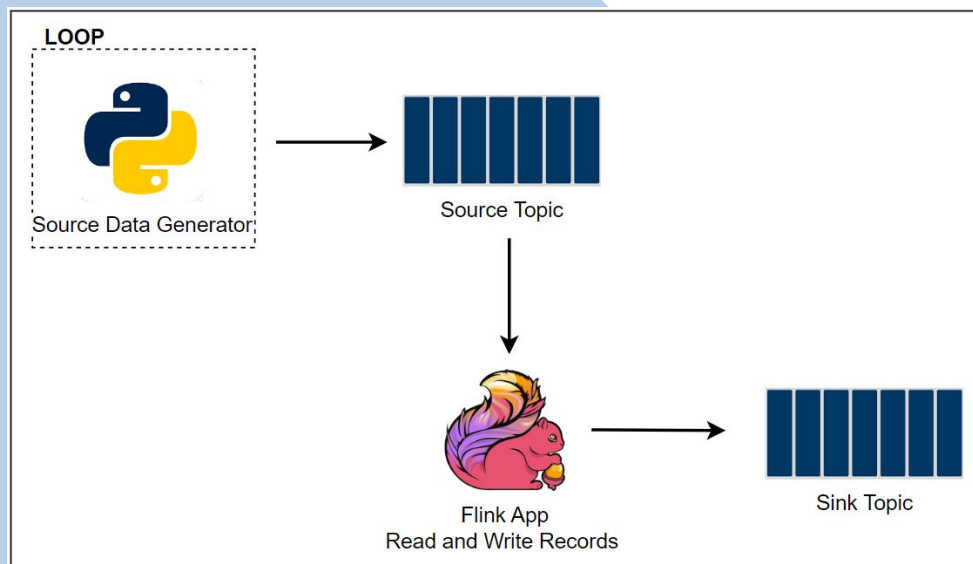 LOOP
Source Data Generator
Source Topic
Flink App
Read and Write Records
Sink Topic